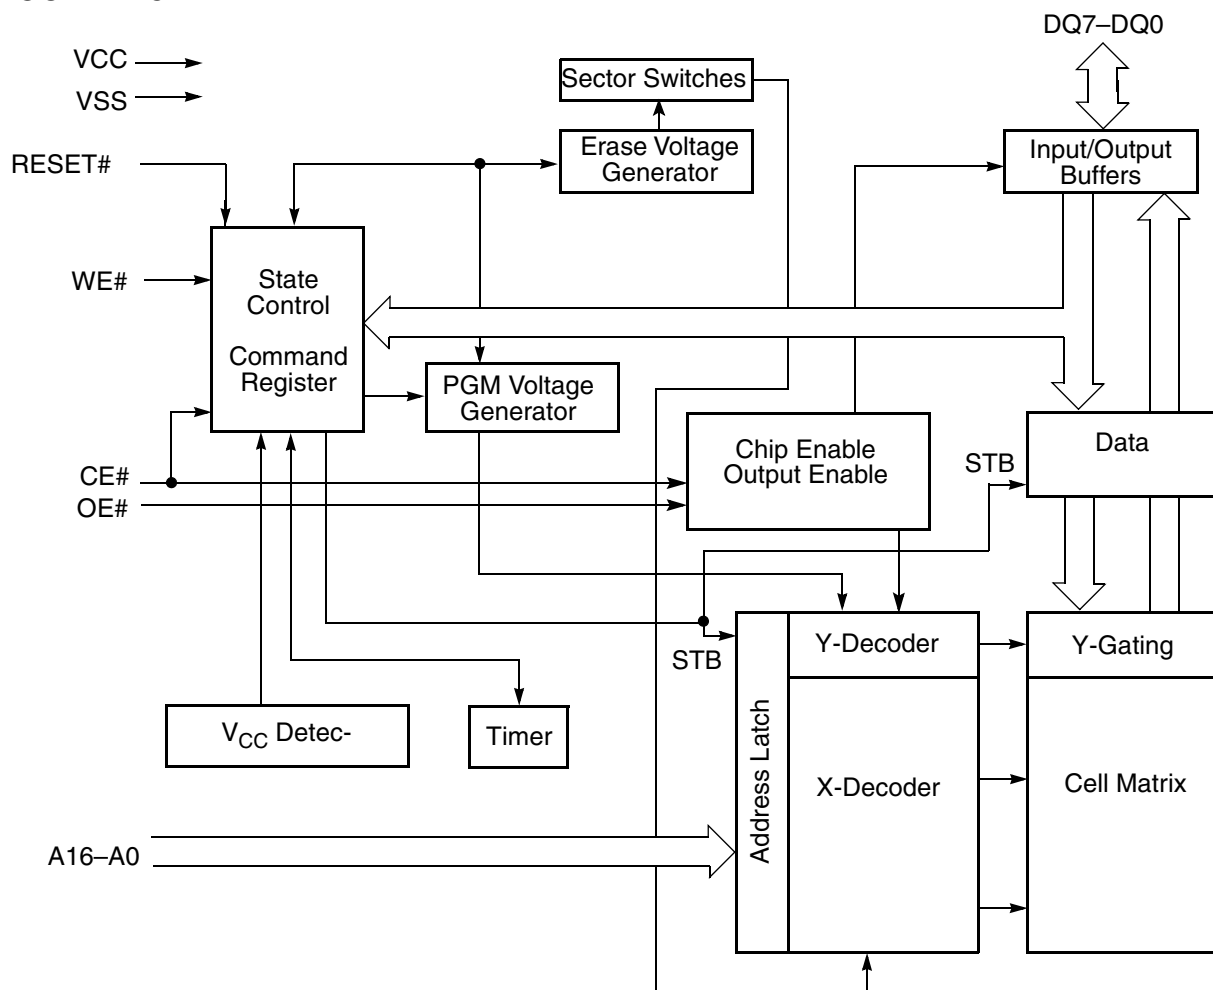 DQ7–DQ0
VCC
VSS
Sector Switches
RESET#
Erase Voltage
Generator
Input/Output
Buffers
WE#
State
Control
Command
Register
PGM Voltage
Generator
Chip Enable
Output Enable
Data
STB
CE#
OE#
STB
Y-Decoder
Y-Gating
VCC Detec-
Timer
Address Latch
X-Decoder
Cell Matrix
A16–A0